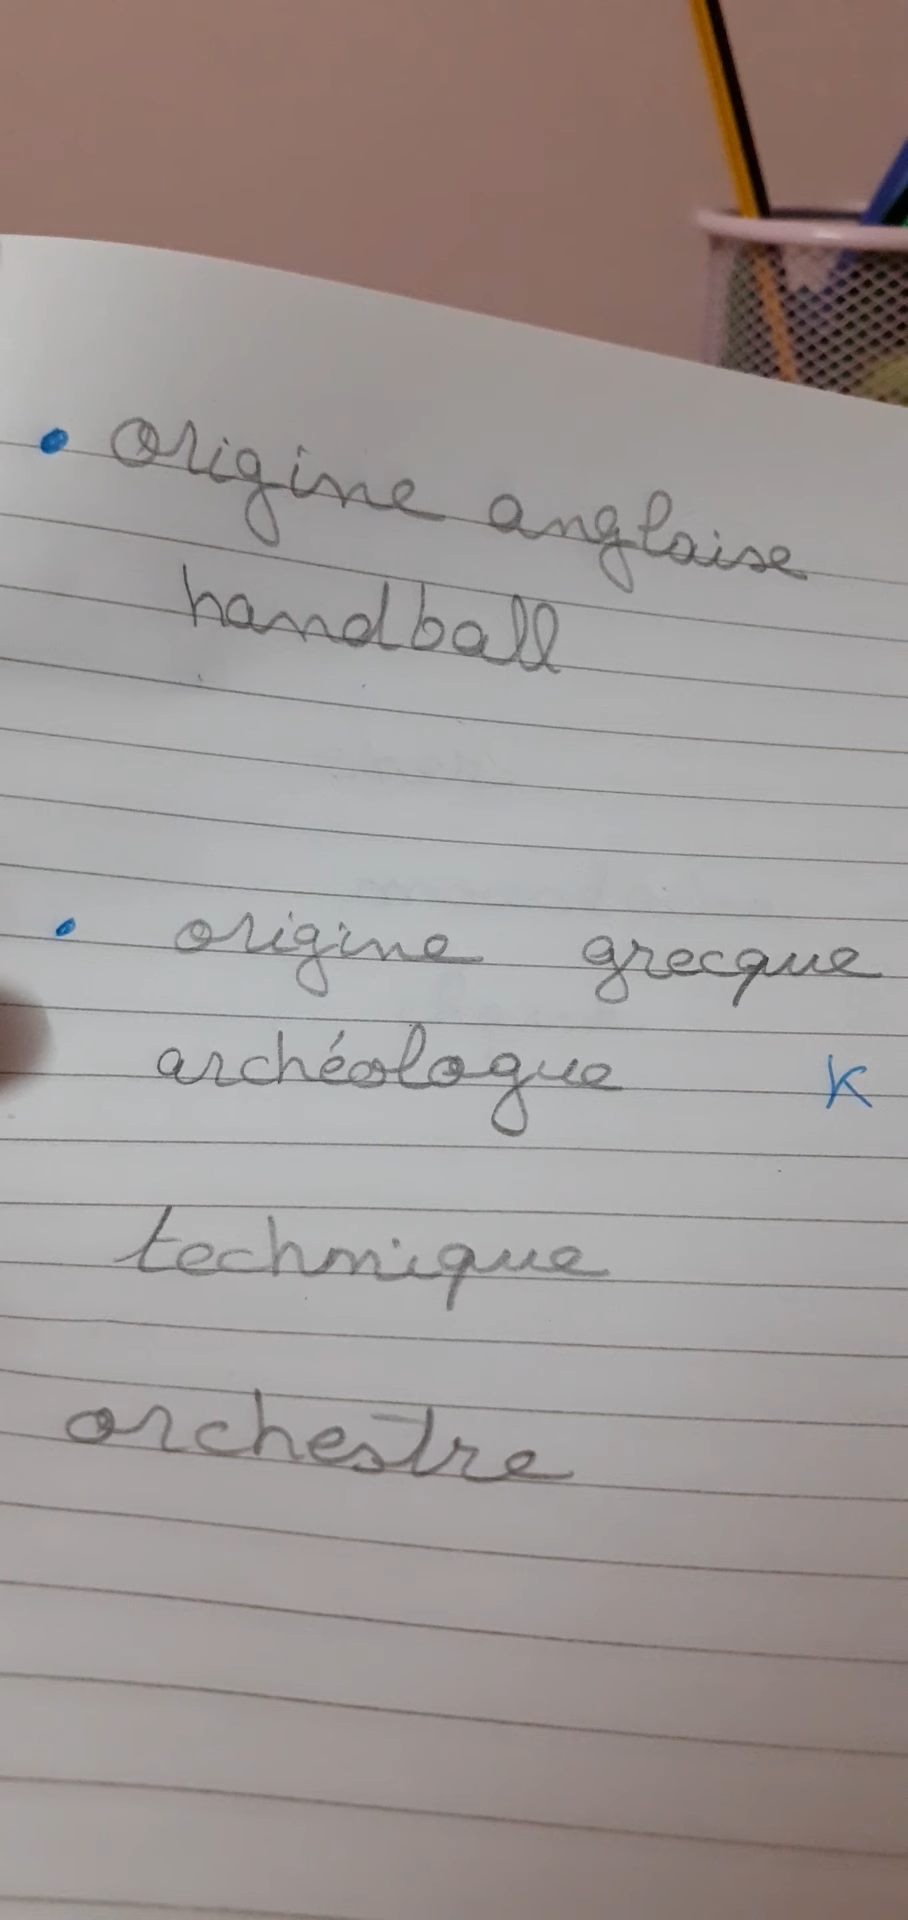 • origine anglaise
handball
• origine grecque
archéologue K
technique
orchestre